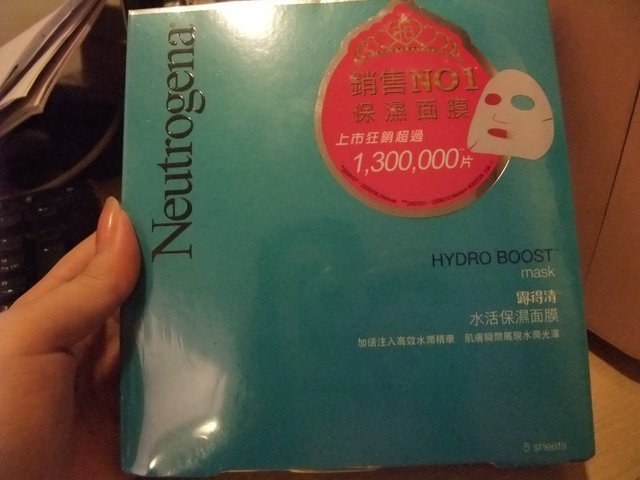 Neutrogena
銷售NO1
保濕面膜
上市狂銷超過
1,300,000片
HYDRO BOOST™
mask
露得清
水活保濕面膜
加倍注入高效水潤精華 肌膚瞬間展現水潤光澤
5 sheets